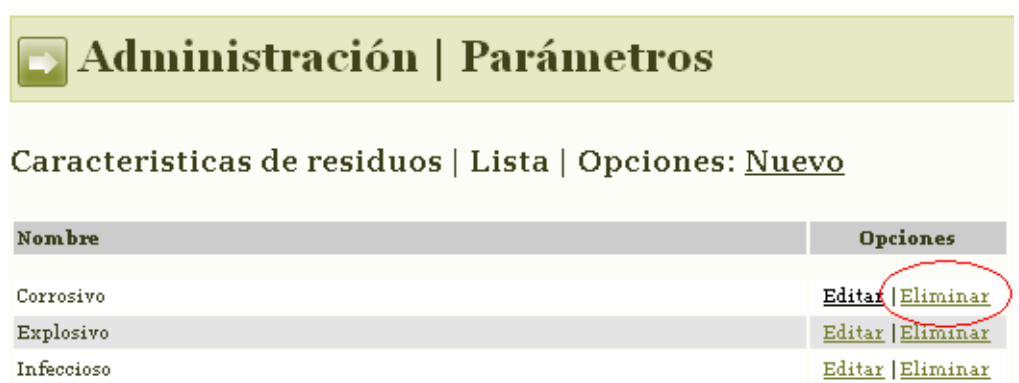 Administración | Parámetros
Caracteristicas de residuos | Lista | Opciones: Nuevo
Nombre Opciones
Corrosivo Editar | Eliminar
Explosivo Editar | Eliminar
Infeccioso Editar | Eliminar